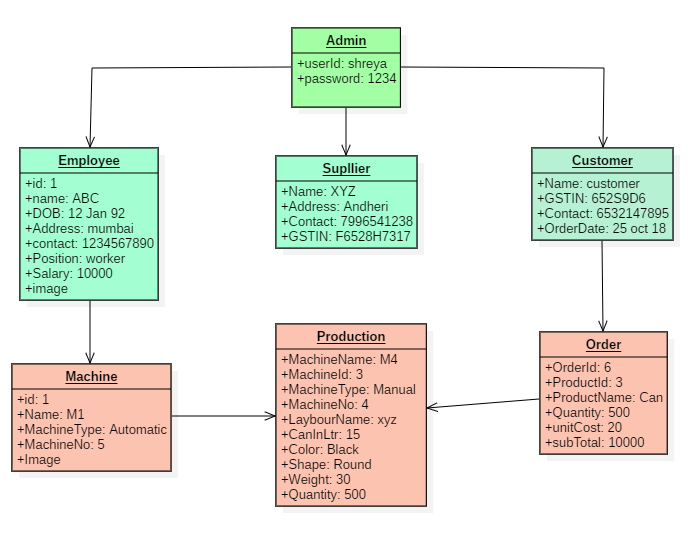 Admin
+userId: shreya
+password: 1234
Employee
+id: 1
+name: ABC
+DOB: 12 Jan 92
+Address: mumbai
+contact: 1234567890
+Position: worker
+Salary: 10000
+image
Supllier
+Name: XYZ
+Address: Andheri
+Contact: 7996541238
+GSTIN: F6528H7317
Customer
+Name: customer
+GSTIN: 652S9D6
+Contact: 6532147895
+OrderDate: 25 oct 18
Machine
+id: 1
+Name: M1
+MachineType: Automatic
+MachineNo: 5
+Image
Production
+MachineName: M4
+MachineId: 3
+MachineType: Manual
+MachineNo: 4
+LaybourName: xyz
+CanInLtr: 15
+Color: Black
+Shape: Round
+Weight: 30
+Quantity: 500
Order
+OrderId: 6
+ProductId: 3
+ProductName: Can
+Quantity: 500
+unitCost: 20
+subTotal: 10000